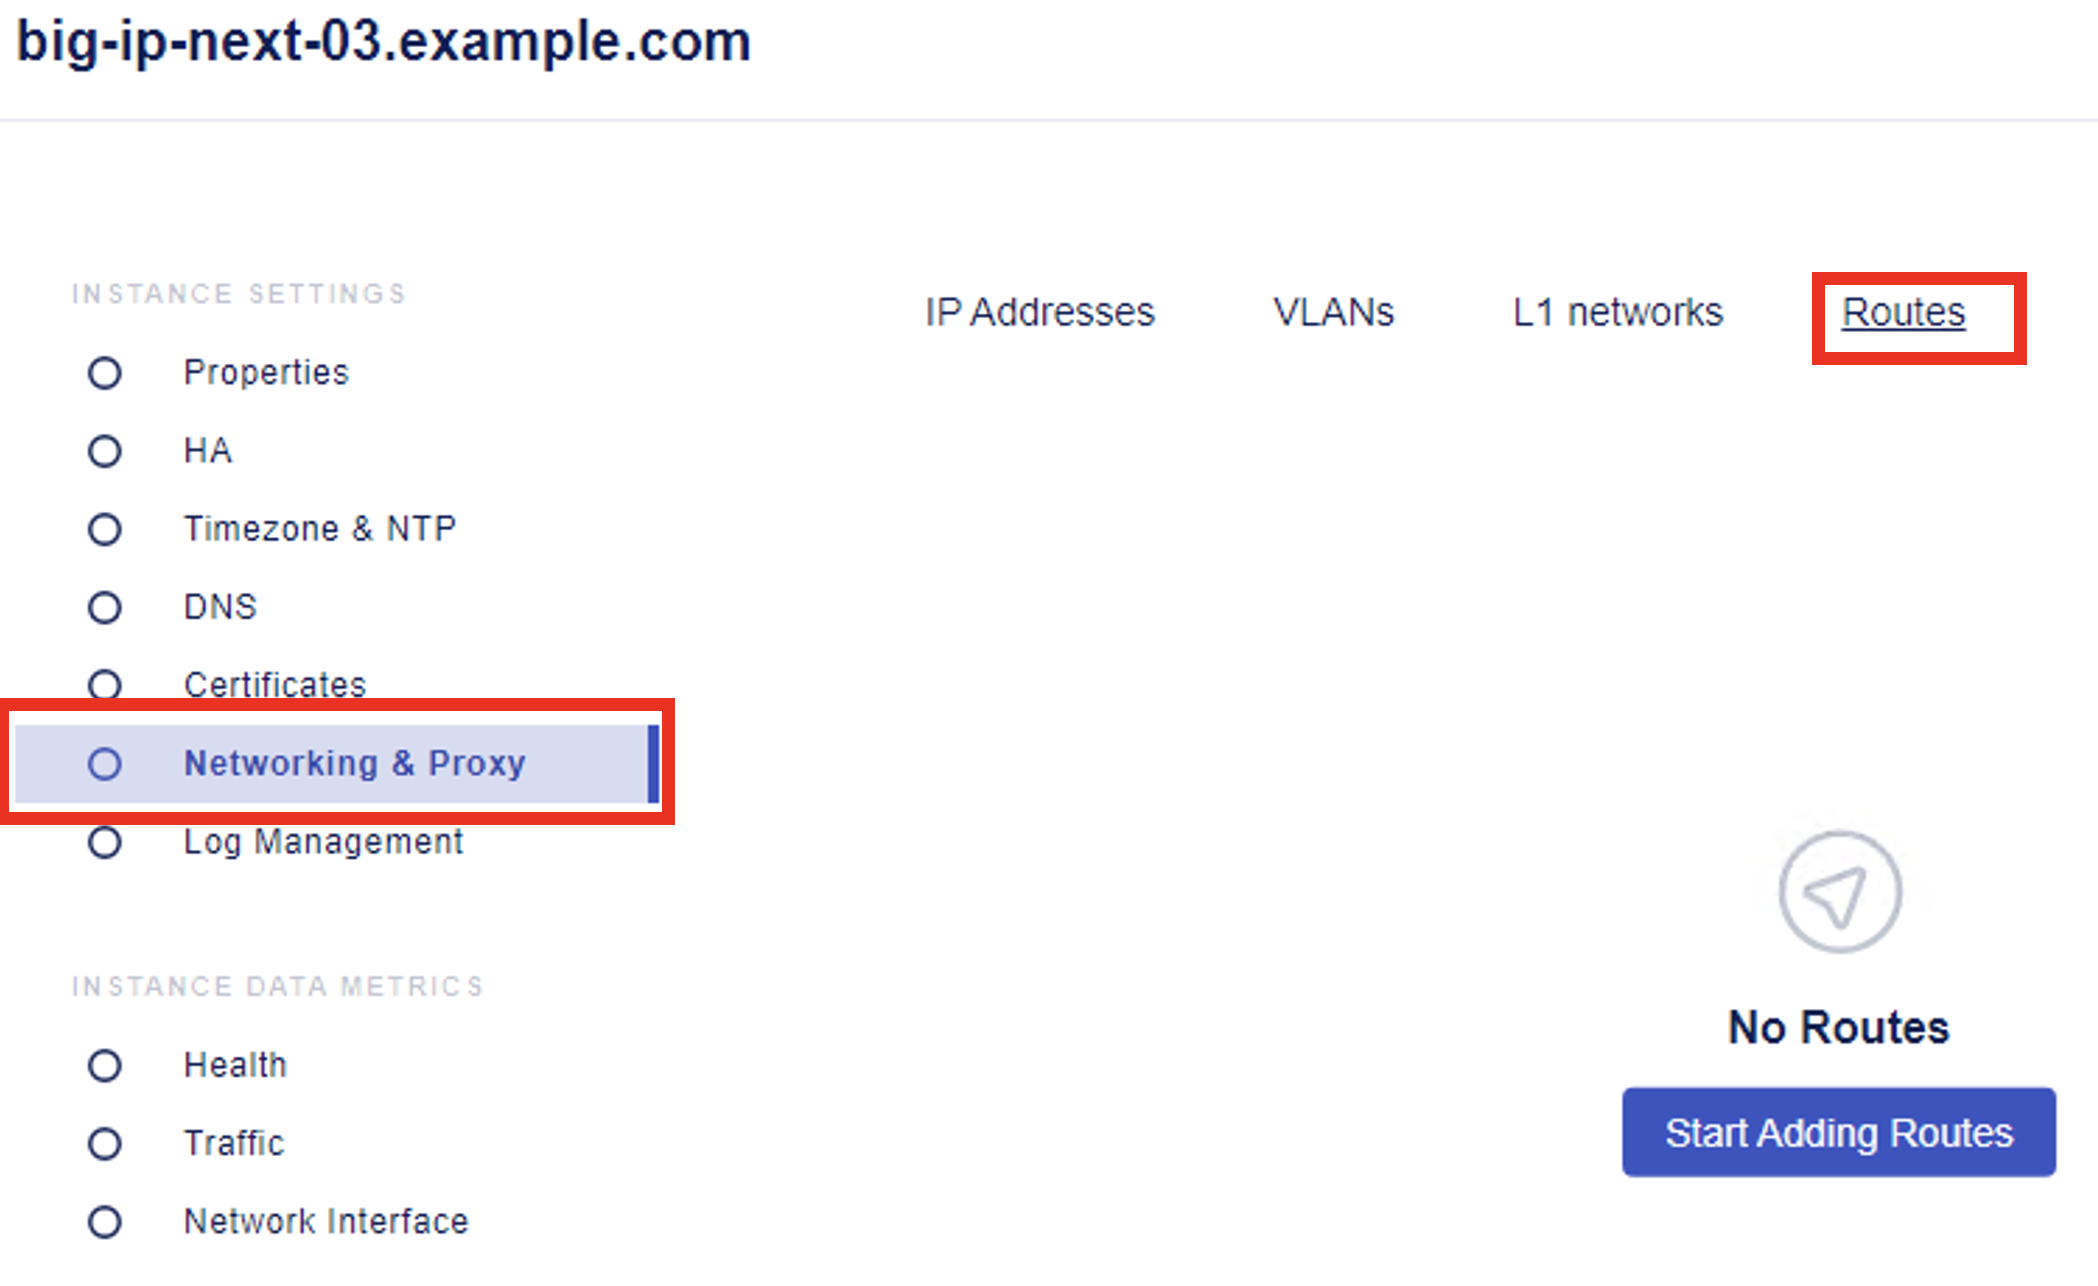 big-ip-next-03.example.com
INSTANCE SETTINGS
Properties
HA
Timezone & NTP
DNS
Certificates
Networking & Proxy
Log Management
INSTANCE DATA METRICS
Health
Traffic
Network Interface
IP Addresses
VLANs
L1 networks
Routes
No Routes
Start Adding Routes